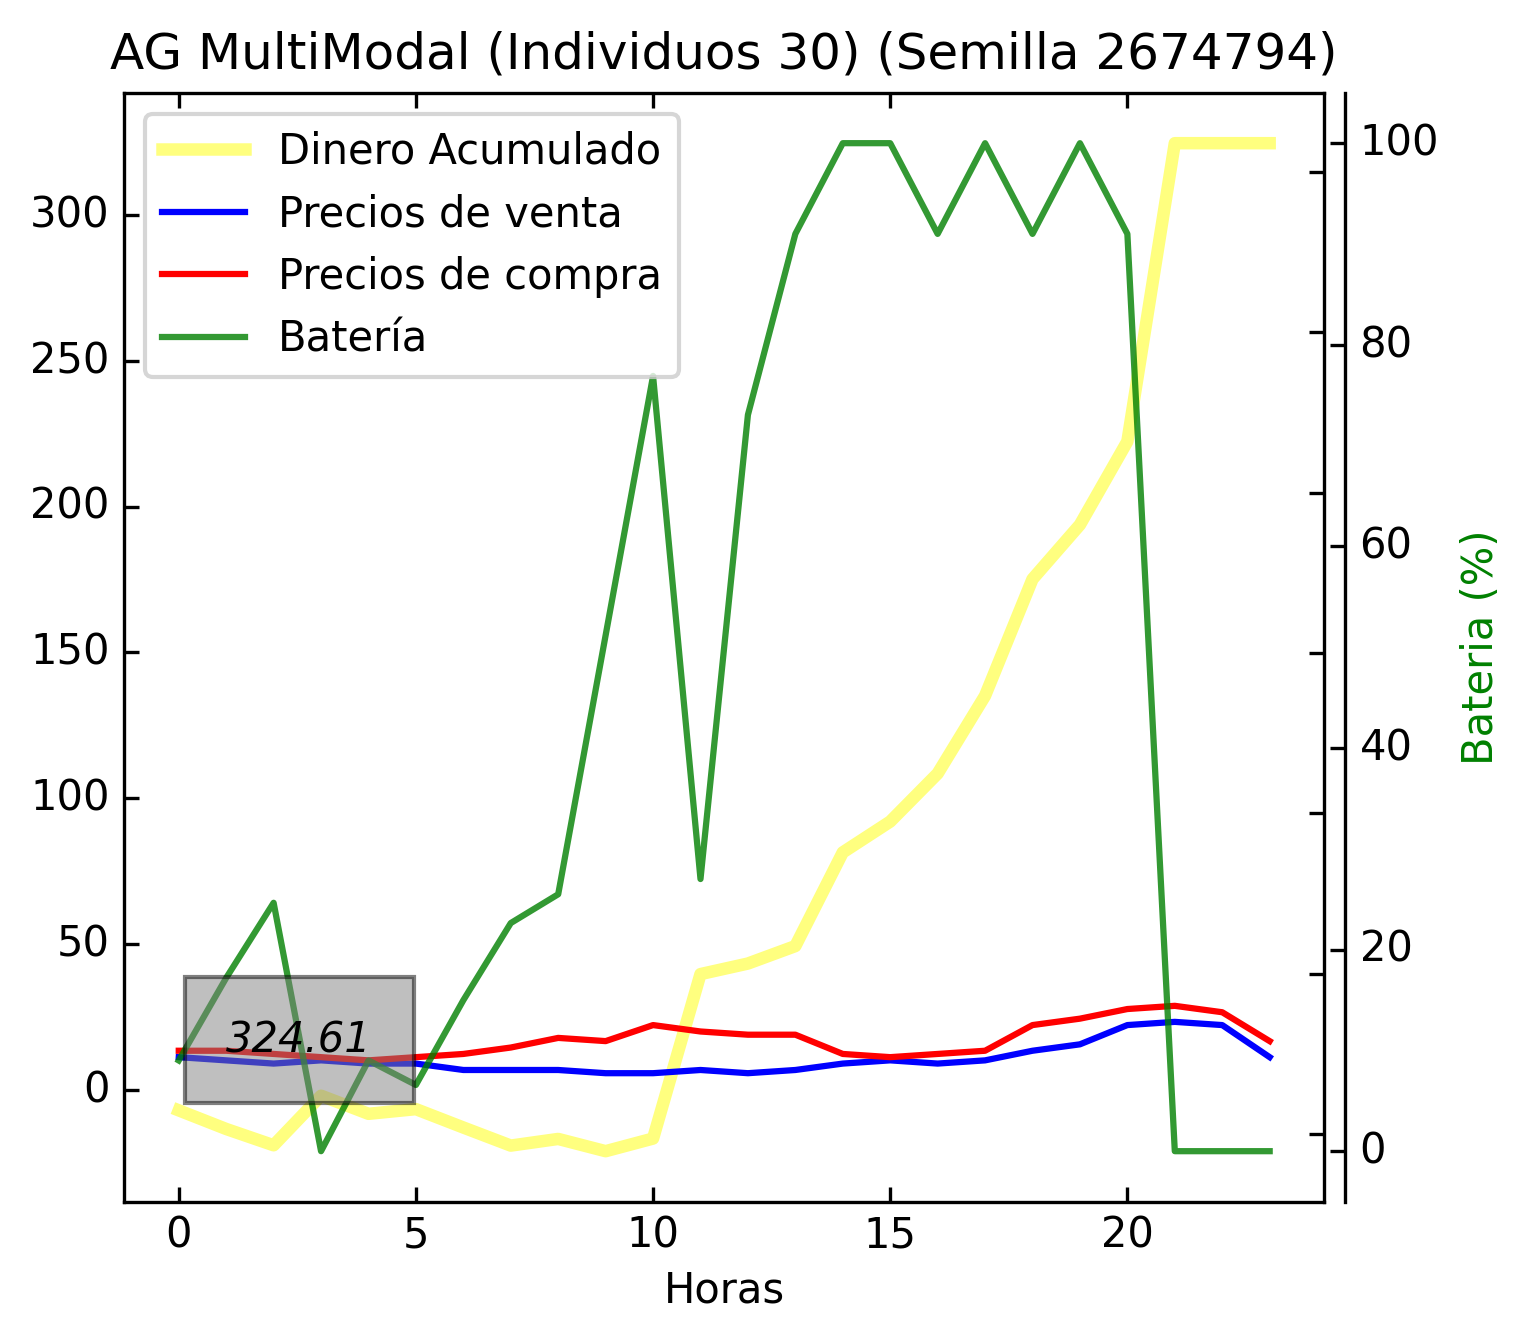 AG MultiModal (Individuos 30) (Semilla 2674794)
Dinero Acumulado
Precios de venta
Precios de compra
Batería
300
250
200
150
100
50
0
324.61
100
80
60
40
20
0
Bateria (%)
0 5 10 15 20
Horas